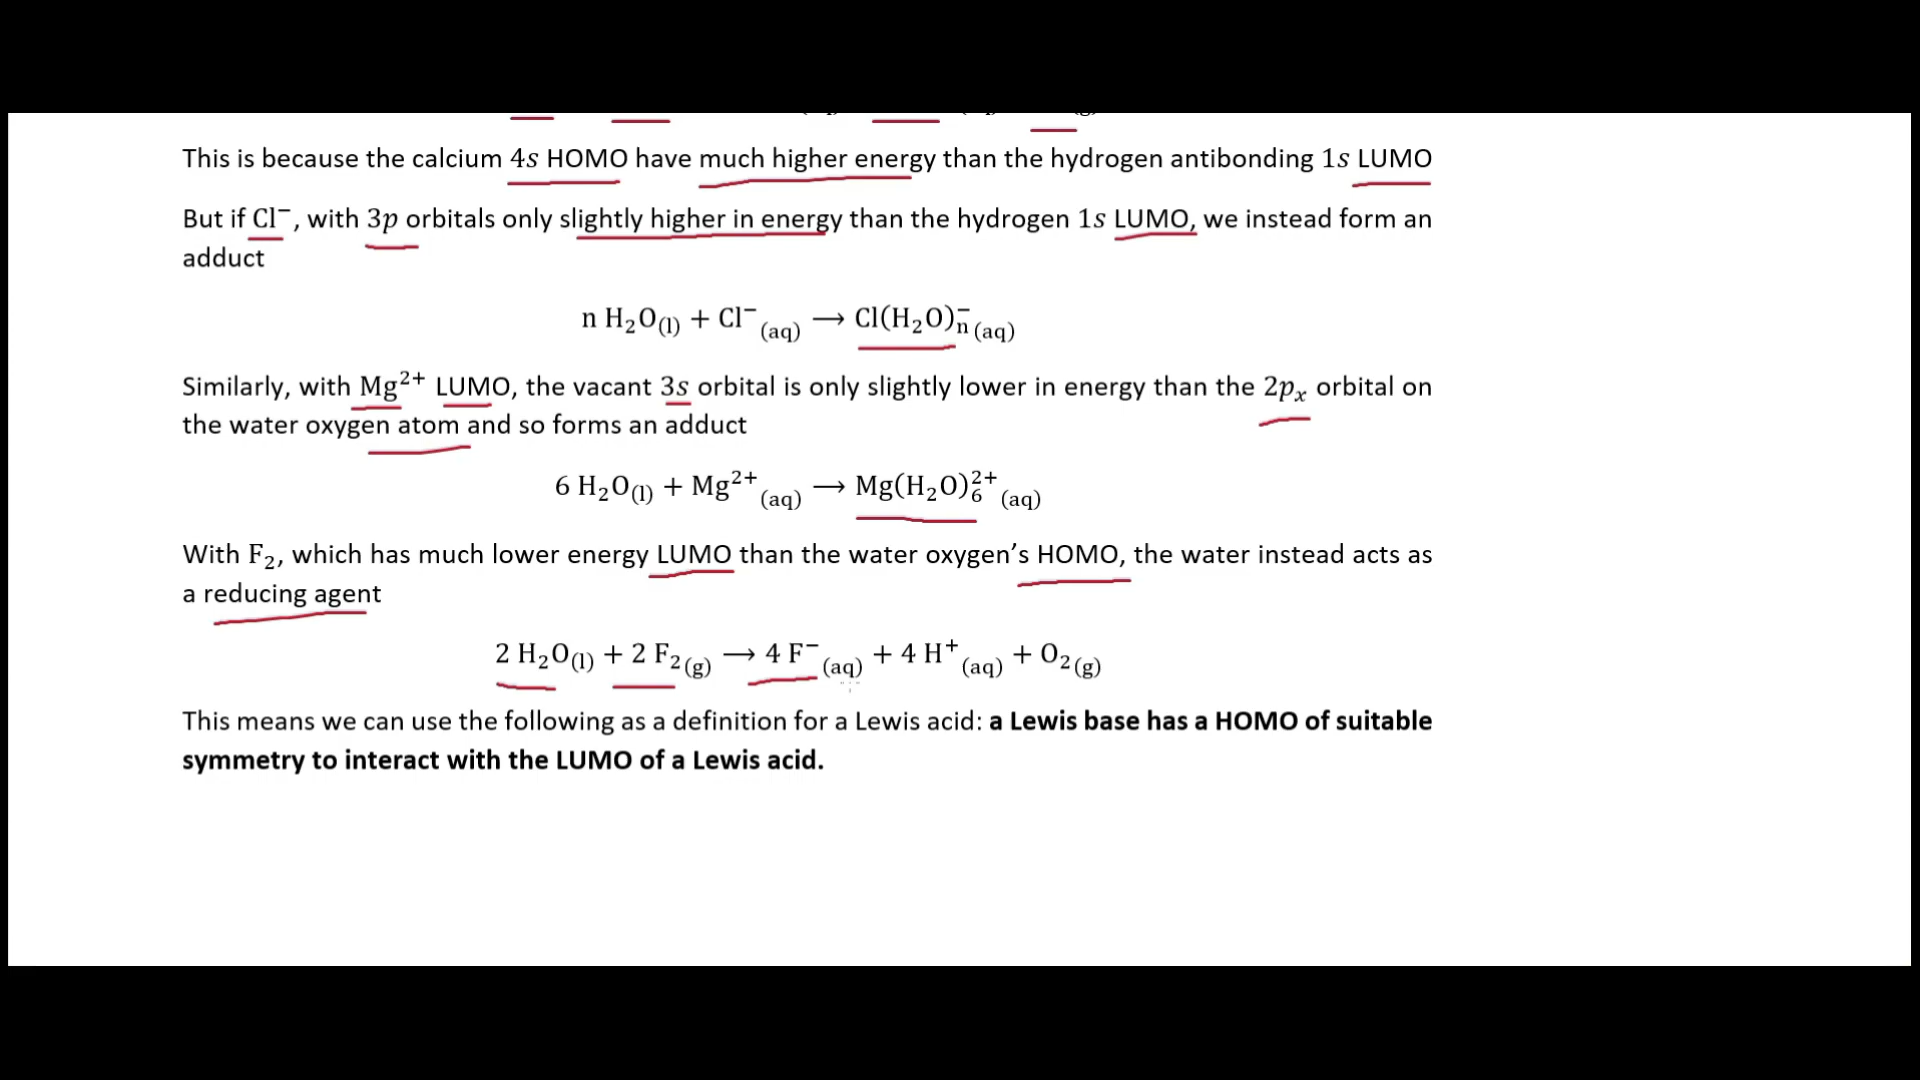 This is because the calcium 4s HOMO have much higher energy than the hydrogen antibonding 1s LUMO
But if Cl⁻, with 3p orbitals only slightly higher in energy than the hydrogen 1s LUMO, we instead form an
adduct
n H₂O(l) + Cl⁻(aq) ⟶ Cl(H₂O)ₙ⁻(aq)
Similarly, with Mg²⁺ LUMO, the vacant 3s orbital is only slightly lower in energy than the 2pₓ orbital on
the water oxygen atom and so forms an adduct
6 H₂O(l) + Mg²⁺(aq) ⟶ Mg(H₂O)₆²⁺(aq)
With F₂, which has much lower energy LUMO than the water oxygen’s HOMO, the water instead acts as
a reducing agent
2 H₂O(l) + 2 F₂(g) ⟶ 4 F⁻(aq) + 4 H⁺(aq) + O₂(g)
This means we can use the following as a definition for a Lewis acid: a Lewis base has a HOMO of suitable
symmetry to interact with the LUMO of a Lewis acid.